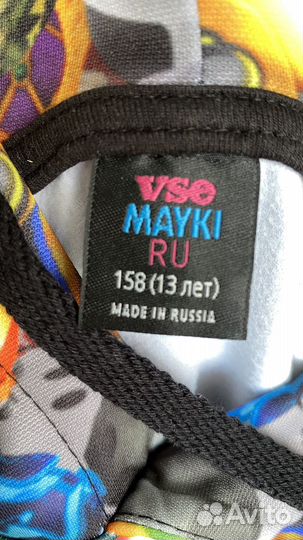 vse
MAYKI
RU
158 (13 лет)
MADE IN RUSSIA
Avito